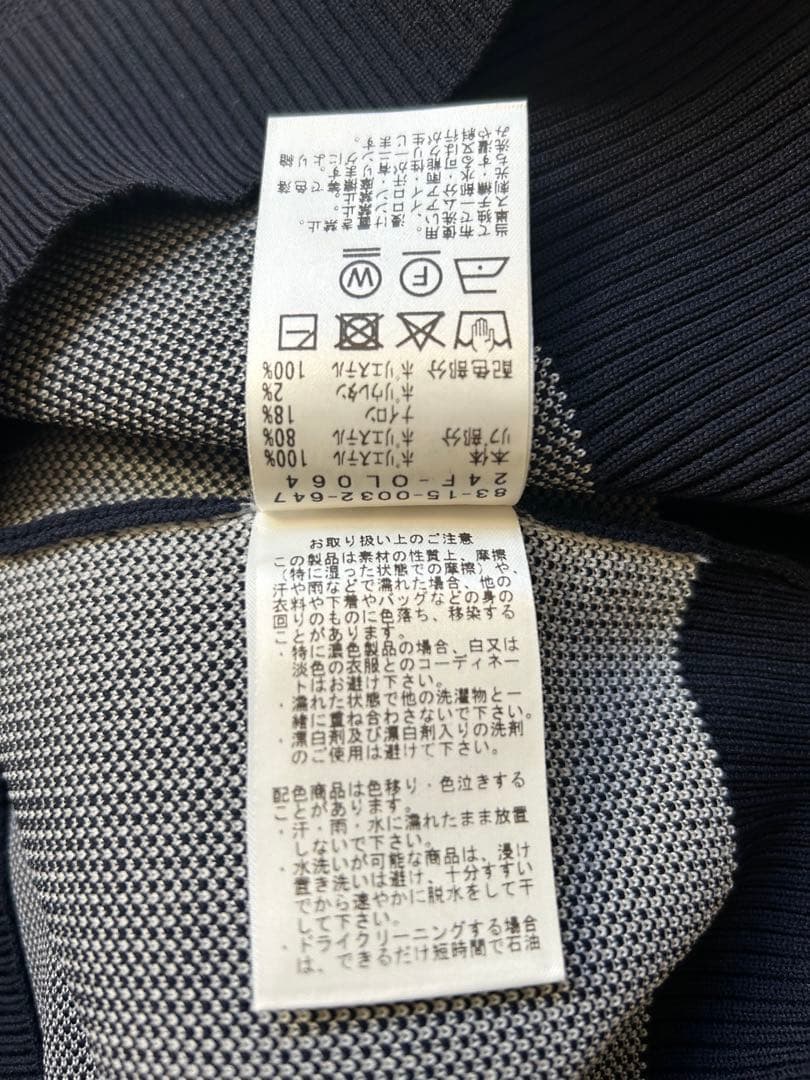 83-15-0032-647
24F-OL064
本体 ポリエステル 100%
リブ部分 ポリエステル 80%
ナイロン 18%
ポリウレタン 2%
配色部分 ポリエステル 100%
F W
お取り扱い上のご注意
この製品は素材の性質上、摩擦
(特に湿った状態での摩擦)や、
汗や雨などで濡れた場合、他の
衣料や下着やバッグなどの身の
回りのものに色落ち、移染する
ことがあります。
・特に濃色製品の場合、白又は
淡色の衣服とのコーディネー
トはお避け下さい。
・濡れた状態で他の洗濯物と一
緒に重ね合わさないで下さい。
・漂白剤及び漂白剤入りの洗剤
のご使用は避けて下さい。
配色商品は色移り・色泣きする
ことがあります。
・汗・雨・水に濡れたまま放置
しないで下さい。
・水洗いが可能な商品は、浸け
置き洗いは避け、十分すすい
でから速やかに脱水をして干
して下さい。
・ドライクリーニングする場合
は、できるだけ短時間で石油